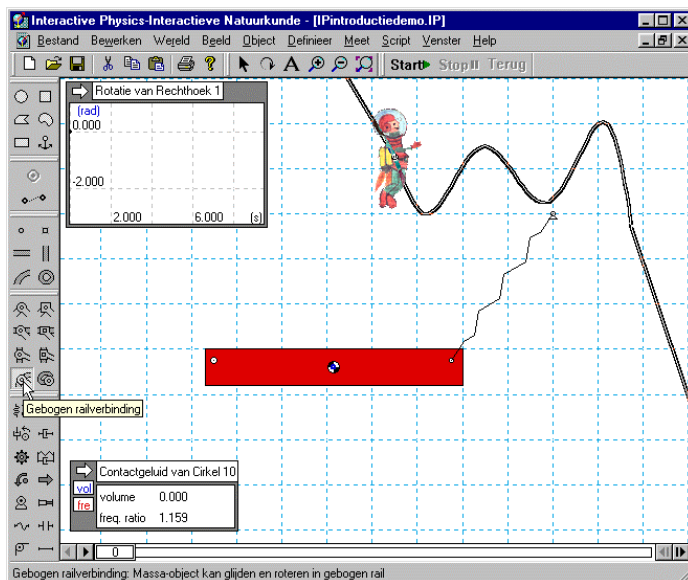 Interactive Physics-Interactieve Natuurkunde - [IPintroductiedemo.IP]
Bestand Bewerken Wereld Beeld Object Definieer Meet Script Venster Help
A Start Stop Terug
Rotatie van Rechthoek 1
(rad)
0.000
-2.000
2.000 6.000 (s)
Gebogen railverbinding
Contactgeluid van Cirkel 10
vol
volume 0.000
fre
freq. ratio 1.159
0
Gebogen railverbinding: Massa-object kan glijden en roteren in gebogen rail